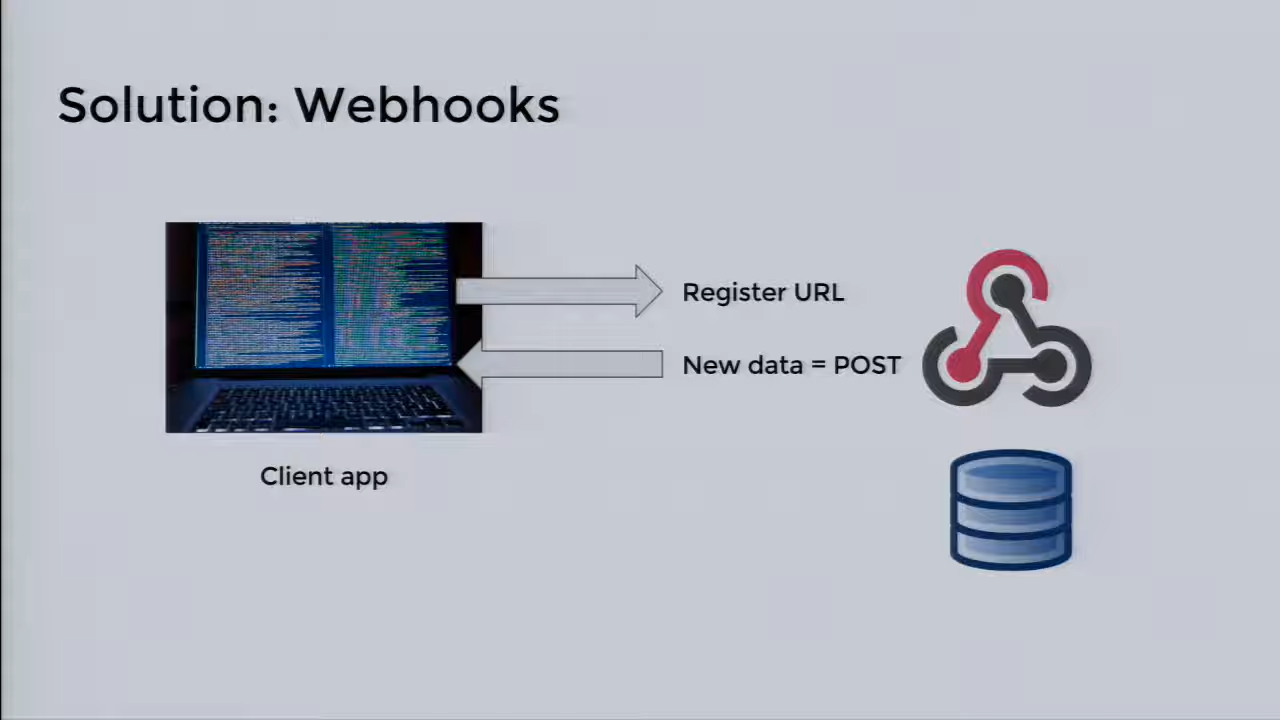 Solution: Webhooks
Register URL
New data = POST
Client app